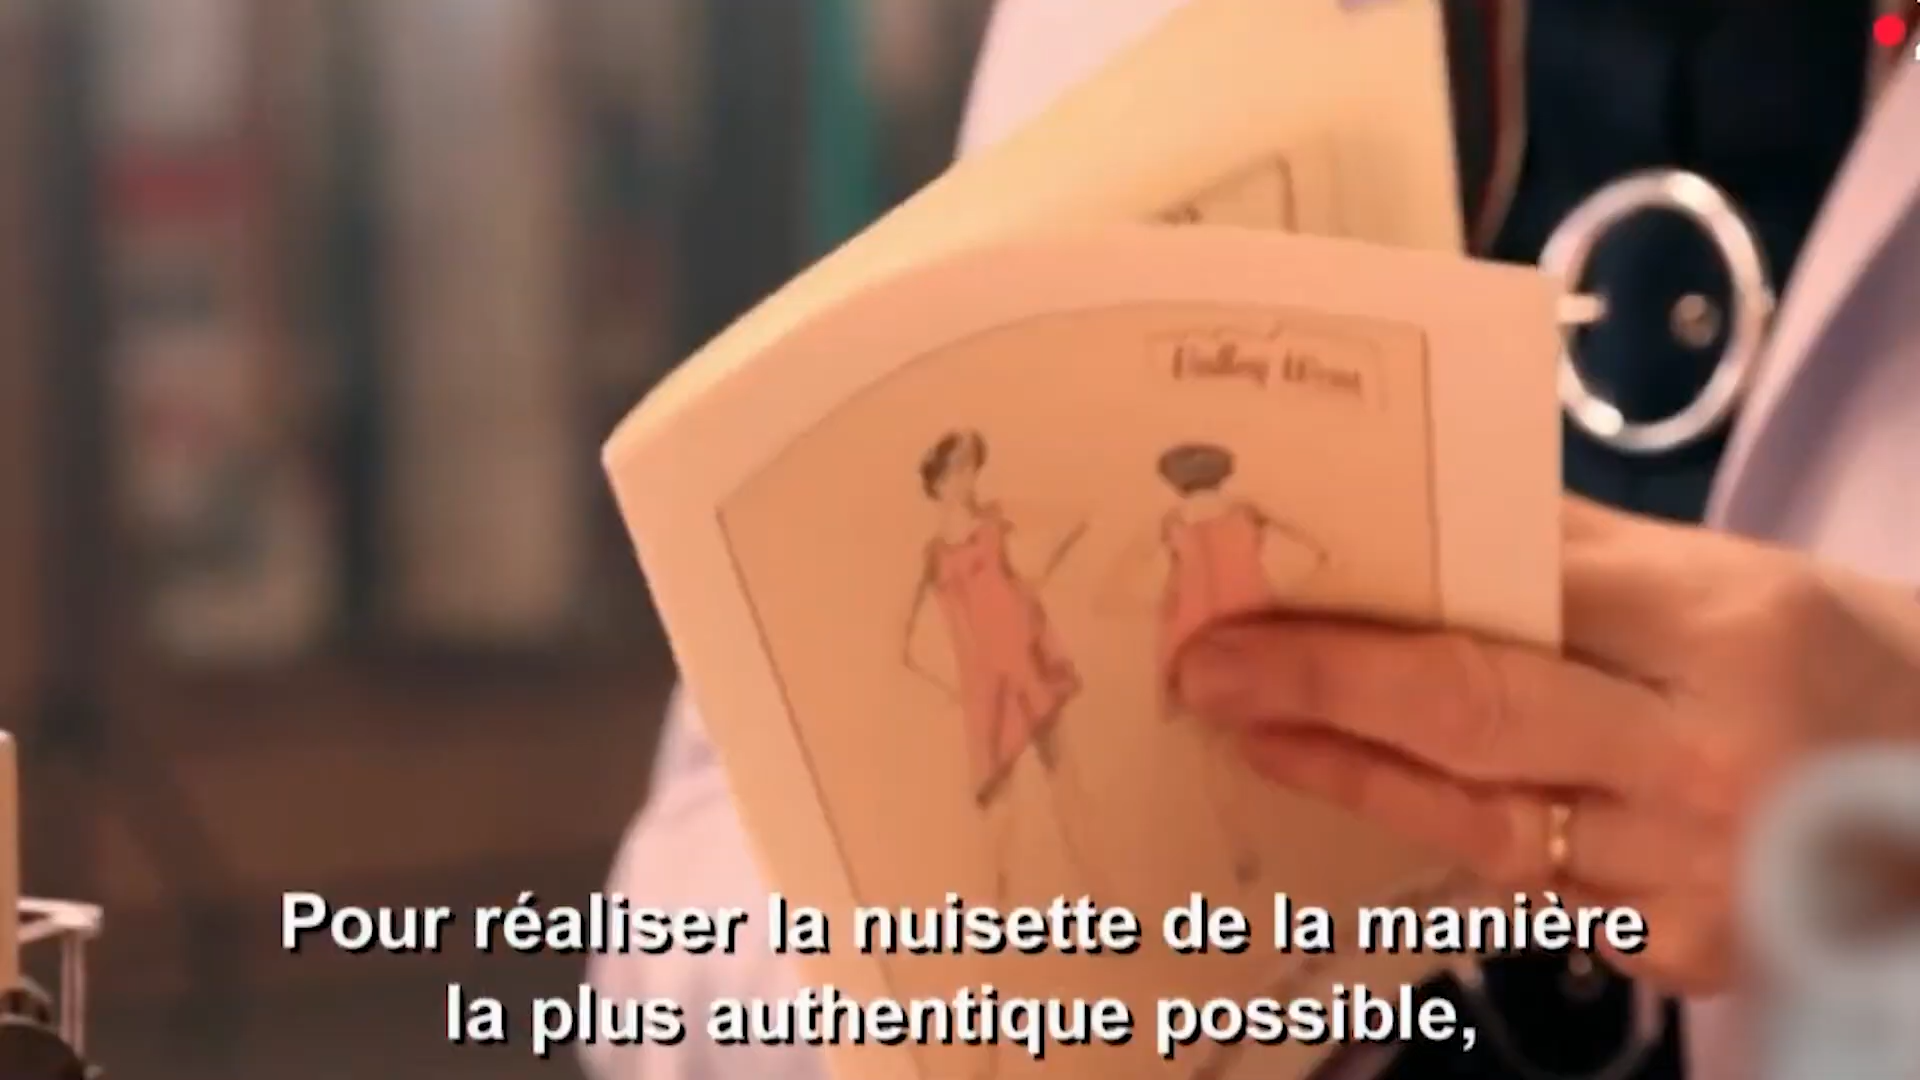 Pour réaliser la nuisette de la manière
la plus authentique possible,